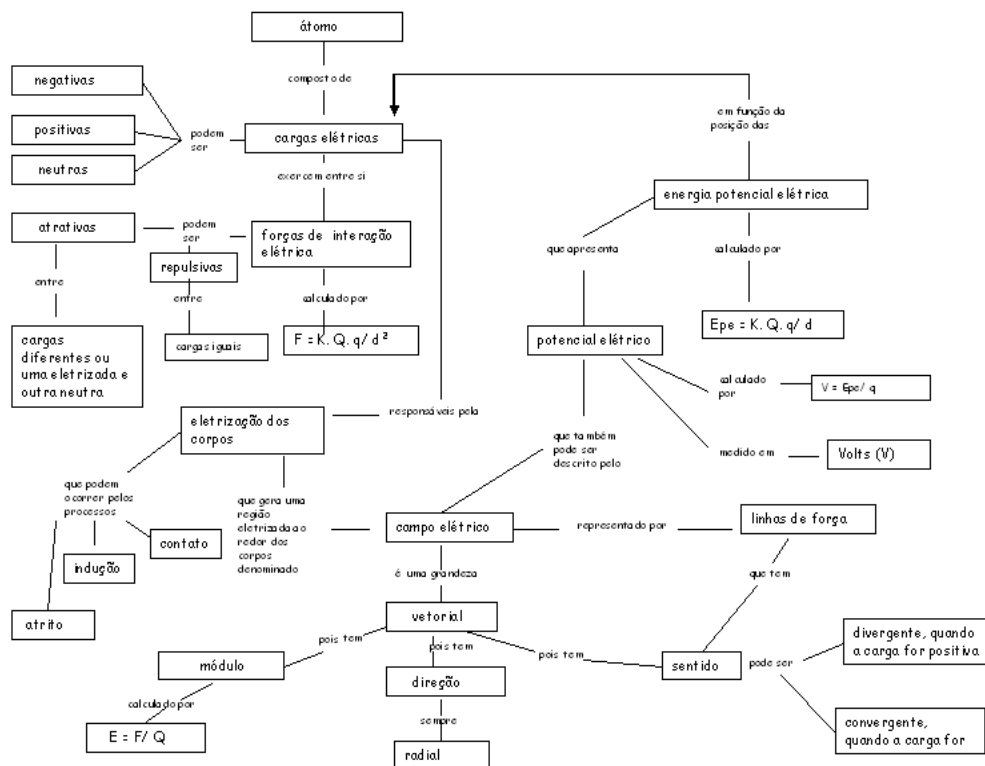 átomo
composto de
negativas
positivas
neutras
podem
ser
cargas elétricas
em função da
posição das
exercem entre si
energia potencial elétrica
atrativas
podem
ser
repulsivas
forças de interação
elétrica
que apresenta
calculado por
entre
entre
calculado por
cargas
diferentes ou
uma eletrizada e
outra neutra
cargas iguais
F = K. Q. q/ d²
potencial elétrico
Epe = K. Q. q/ d
calculado
por
V = Epe/ q
eletrização dos
corpos
responsáveis pela
que também
pode ser
descrito pelo
medido em
Volts (V)
que podem
ocorrer pelos
processos
que gera uma
região
eletrizada ao
redor dos
corpos
denominado
campo elétrico
representado por
linhas de força
contato
indução
atrito
é uma grandeza
que tem
vetorial
pois tem
pois tem
pois tem
módulo
direção
sentido
pode ser
divergente, quando
a carga for positiva
calculado por
sempre
convergente,
quando a carga for
E = F/ Q
radial